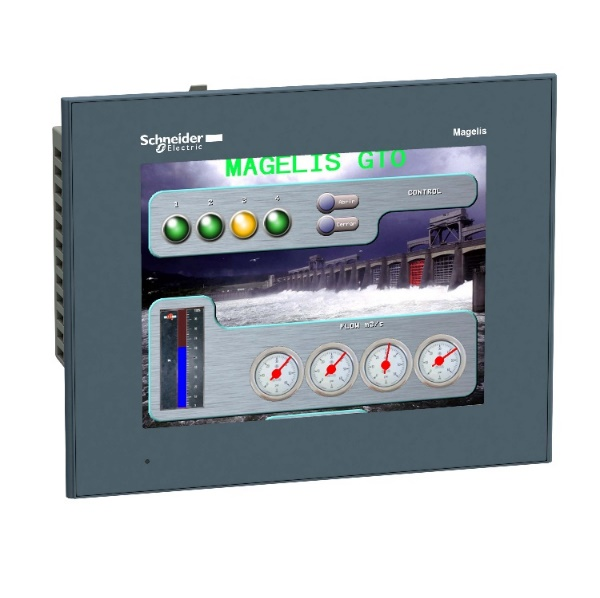 Schneider
Electric
Magelis
MAGELIS GTO
CONTROL
1 2 3 4
FLOW m3/s